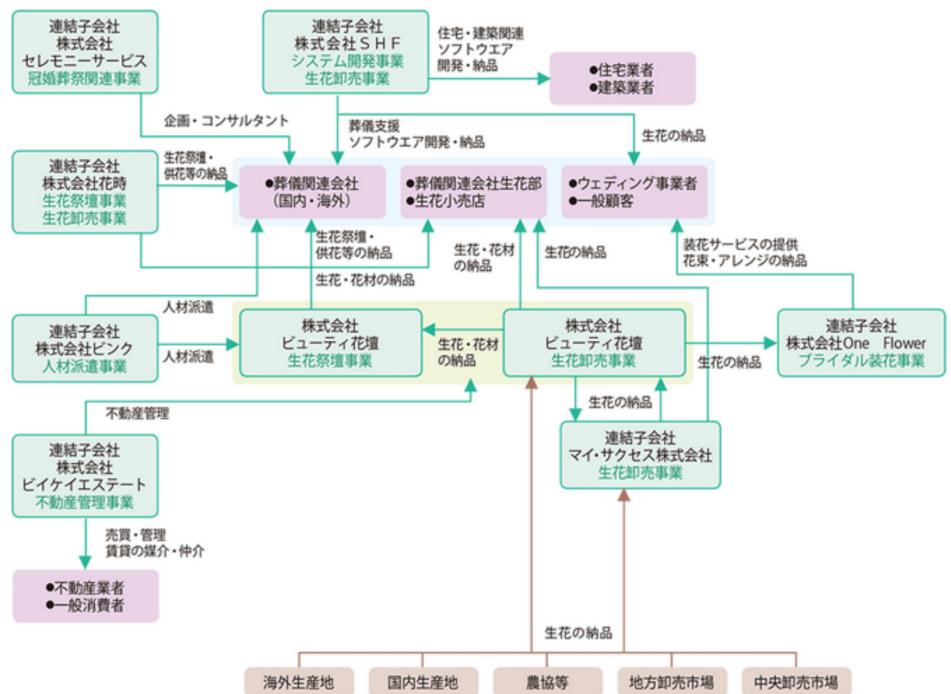 連結子会社
株式会社
セレモニーサービス
冠婚葬祭関連事業
連結子会社
株式会社ＳＨＦ
システム開発事業
生花卸売事業
住宅・建築関連
ソフトウエア
開発・納品
●住宅業者
●建築業者
企画・コンサルタント
葬儀支援
ソフトウエア開発・納品
生花の納品
連結子会社
株式会社花時
生花祭壇事業
生花卸売事業
生花祭壇・
供花等の納品
●葬儀関連会社
（国内・海外）
●葬儀関連会社生花部
●生花小売店
●ウェディング事業者
●一般顧客
生花祭壇・
供花等の納品
生花・花材の納品
生花・花材
の納品
生花の納品
装花サービスの提供
花束・アレンジの納品
人材派遣
連結子会社
株式会社ビンク
人材派遣事業
人材派遣
株式会社
ビューティ花壇
生花祭壇事業
生花・花材
の納品
株式会社
ビューティ花壇
生花卸売事業
生花の納品
連結子会社
株式会社One　Flower
ブライダル装花事業
不動産管理
生花の納品
連結子会社
マイ・サクセス株式会社
生花卸売事業
連結子会社
株式会社
ビイケイエステート
不動産管理事業
売買・管理
賃貸の媒介・仲介
●不動産業者
●一般消費者
生花の納品
海外生産地
国内生産地
農協等
地方卸売市場
中央卸売市場